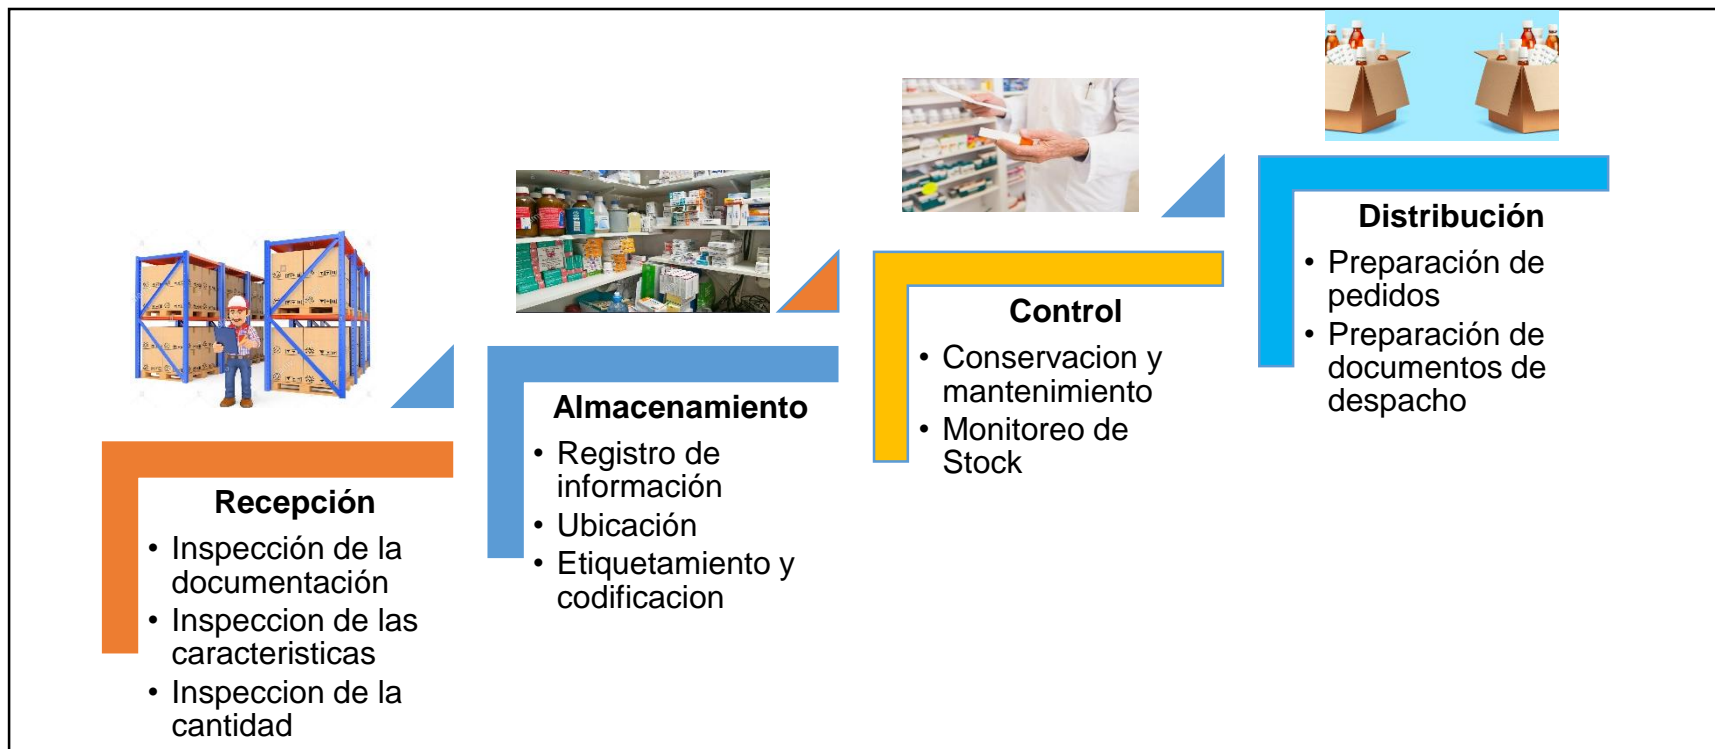 Recepción
• Inspección de la
documentación
• Inspeccion de las
caracteristicas
• Inspeccion de la
cantidad
Almacenamiento
• Registro de
información
• Ubicación
• Etiquetamiento y
codificacion
Control
• Conservacion y
mantenimiento
• Monitoreo de
Stock
Distribución
• Preparación de
pedidos
• Preparación de
documentos de
despacho